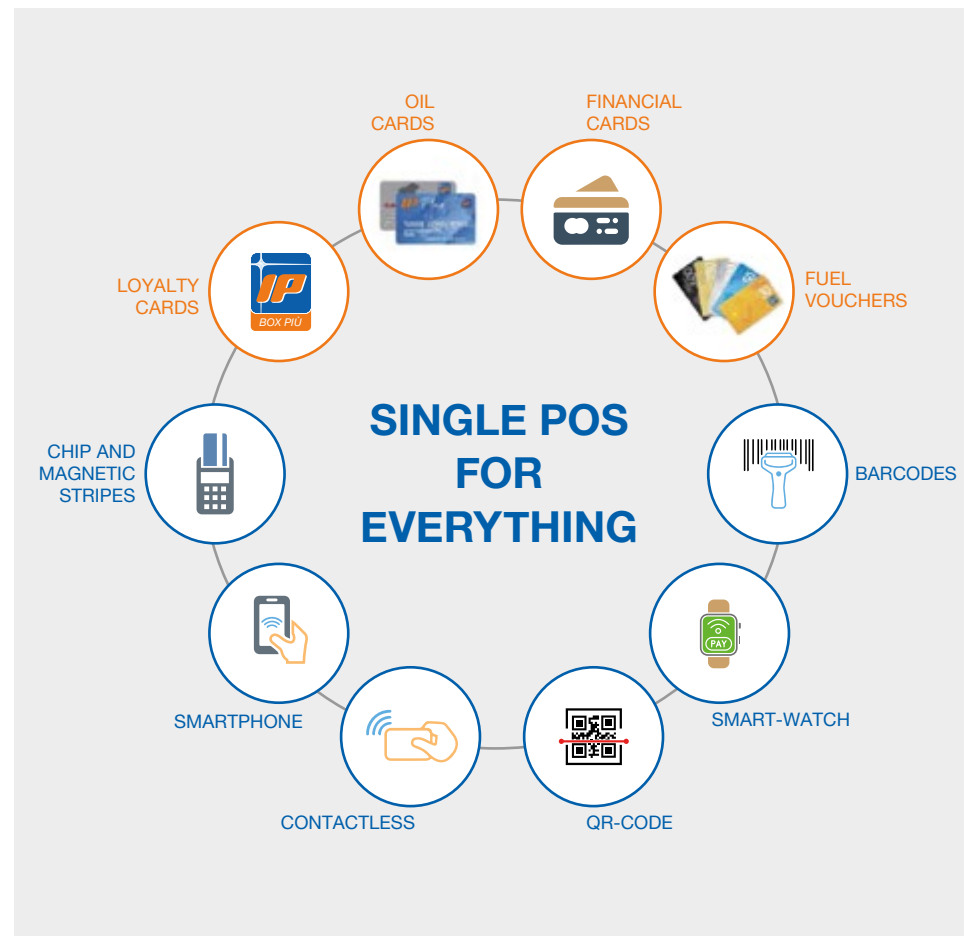 OIL
CARDS
FINANCIAL
CARDS
LOYALTY
CARDS
IP
BOX PIÙ
FUEL
VOUCHERS
SINGLE POS
FOR
EVERYTHING
CHIP AND
MAGNETIC
STRIPES
BARCODES
PAY
SMARTPHONE
SMART-WATCH
CONTACTLESS
QR-CODE